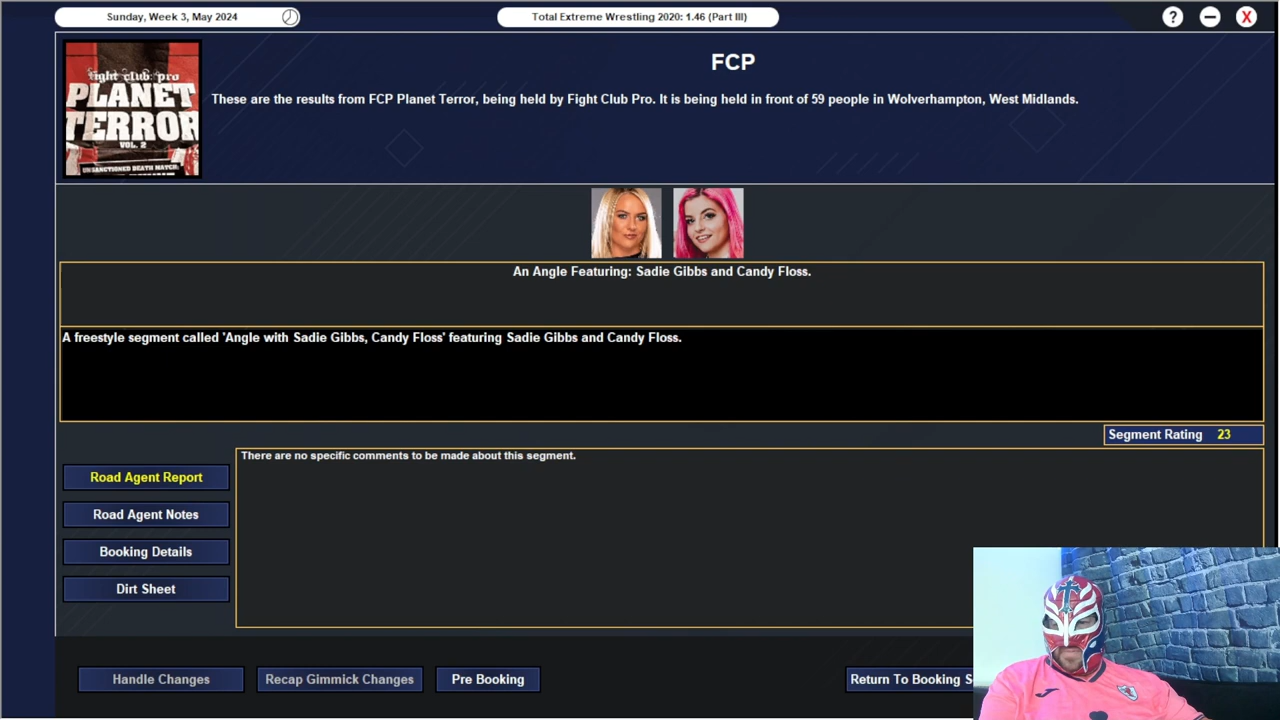 Sunday, Week 3, May 2024
Total Extreme Wrestling 2020: 1.46 (Part III)
?
X
fight club: pro
PLANET
TERROR
VOL. 2
UNSANCTIONED DEATH MATCH:
FCP
These are the results from FCP Planet Terror, being held by Fight Club Pro. It is being held in front of 59 people in Wolverhampton, West Midlands.
An Angle Featuring: Sadie Gibbs and Candy Floss.
A freestyle segment called 'Angle with Sadie Gibbs, Candy Floss' featuring Sadie Gibbs and Candy Floss.
Segment Rating 23
Road Agent Report
There are no specific comments to be made about this segment.
Road Agent Notes
Booking Details
Dirt Sheet
Handle Changes
Recap Gimmick Changes
Pre Booking
Return To Booking S